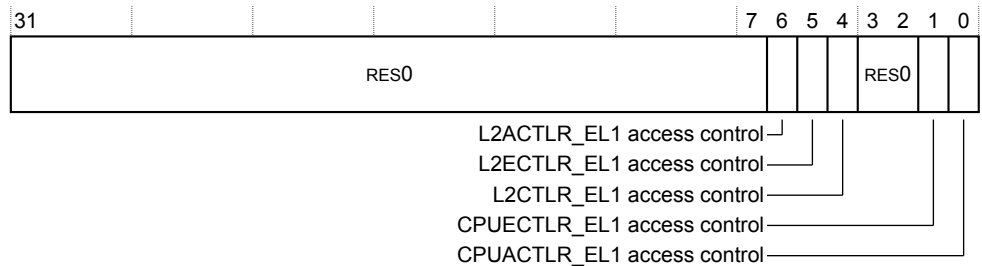 31 7 6 5 4 3 2 1 0
RES0 RES0
L2ACTLR_EL1 access control
L2ECTLR_EL1 access control
L2CTLR_EL1 access control
CPUECTLR_EL1 access control
CPUACTLR_EL1 access control